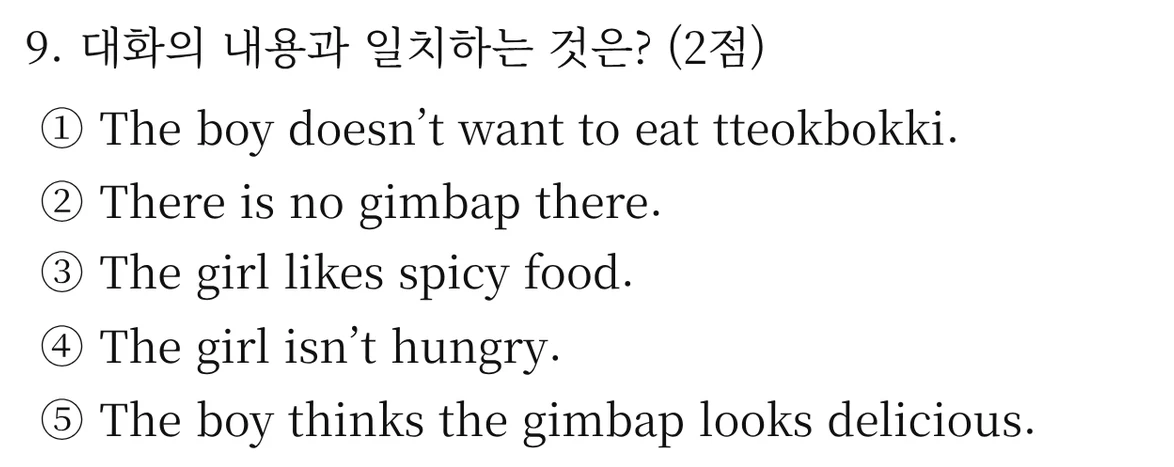 9. 대화의 내용과 일치하는 것은? (2점)
① The boy doesn’t want to eat tteokbokki.
② There is no gimbap there.
③ The girl likes spicy food.
④ The girl isn’t hungry.
⑤ The boy thinks the gimbap looks delicious.